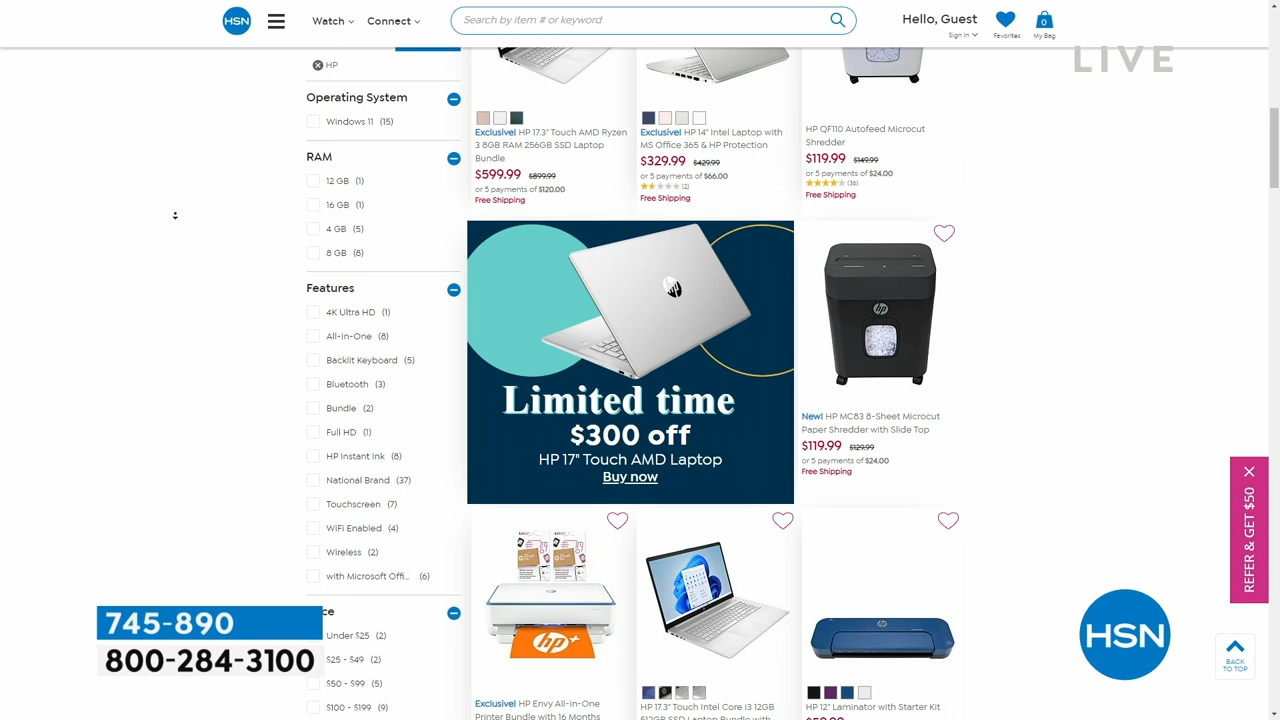 HSN
Watch
Connect
Search by item # or keyword
Hello, Guest
Sign In
Favorites
0
My Bag
LIVE
HP
Operating System
Windows 11 (15)
RAM
12 GB (1)
16 GB (1)
4 GB (5)
8 GB (8)
Features
4K Ultra HD (1)
All-In-One (8)
Backlit Keyboard (5)
Bluetooth (3)
Bundle (2)
Full HD (1)
HP Instant Ink (8)
National Brand (37)
Touchscreen (7)
WiFi Enabled (4)
Wireless (2)
with Microsoft Offi... (6)
ce
Under $25 (2)
$25 - $49 (2)
$50 - $99 (5)
$100 - $199 (9)
Exclusive! HP 17.3" Touch AMD Ryzen
3 8GB RAM 256GB SSD Laptop
Bundle
$599.99 $899.99
or 5 payments of $120.00
Free Shipping
Exclusive! HP 14" Intel Laptop with
MS Office 365 & HP Protection
$329.99 $429.99
or 5 payments of $66.00
(2)
Free Shipping
HP QF110 Autofeed Microcut
Shredder
$119.99 $149.99
or 5 payments of $24.00
(36)
Free Shipping
hp
Limited time
$300 off
HP 17" Touch AMD Laptop
Buy now
hp
New! HP MC83 8-Sheet Microcut
Paper Shredder with Slide Top
$119.99 $129.99
or 5 payments of $24.00
Free Shipping
hp+
Exclusive! HP Envy All-in-One
Printer Bundle with 16 Months
HP 17.3" Touch Intel Core i3 12GB
512GB SSD Laptop Bundle with
hp
HP 12" Laminator with Starter Kit
REFER & GET $50
745-890
800-284-3100
HSN
BACK
TO TOP